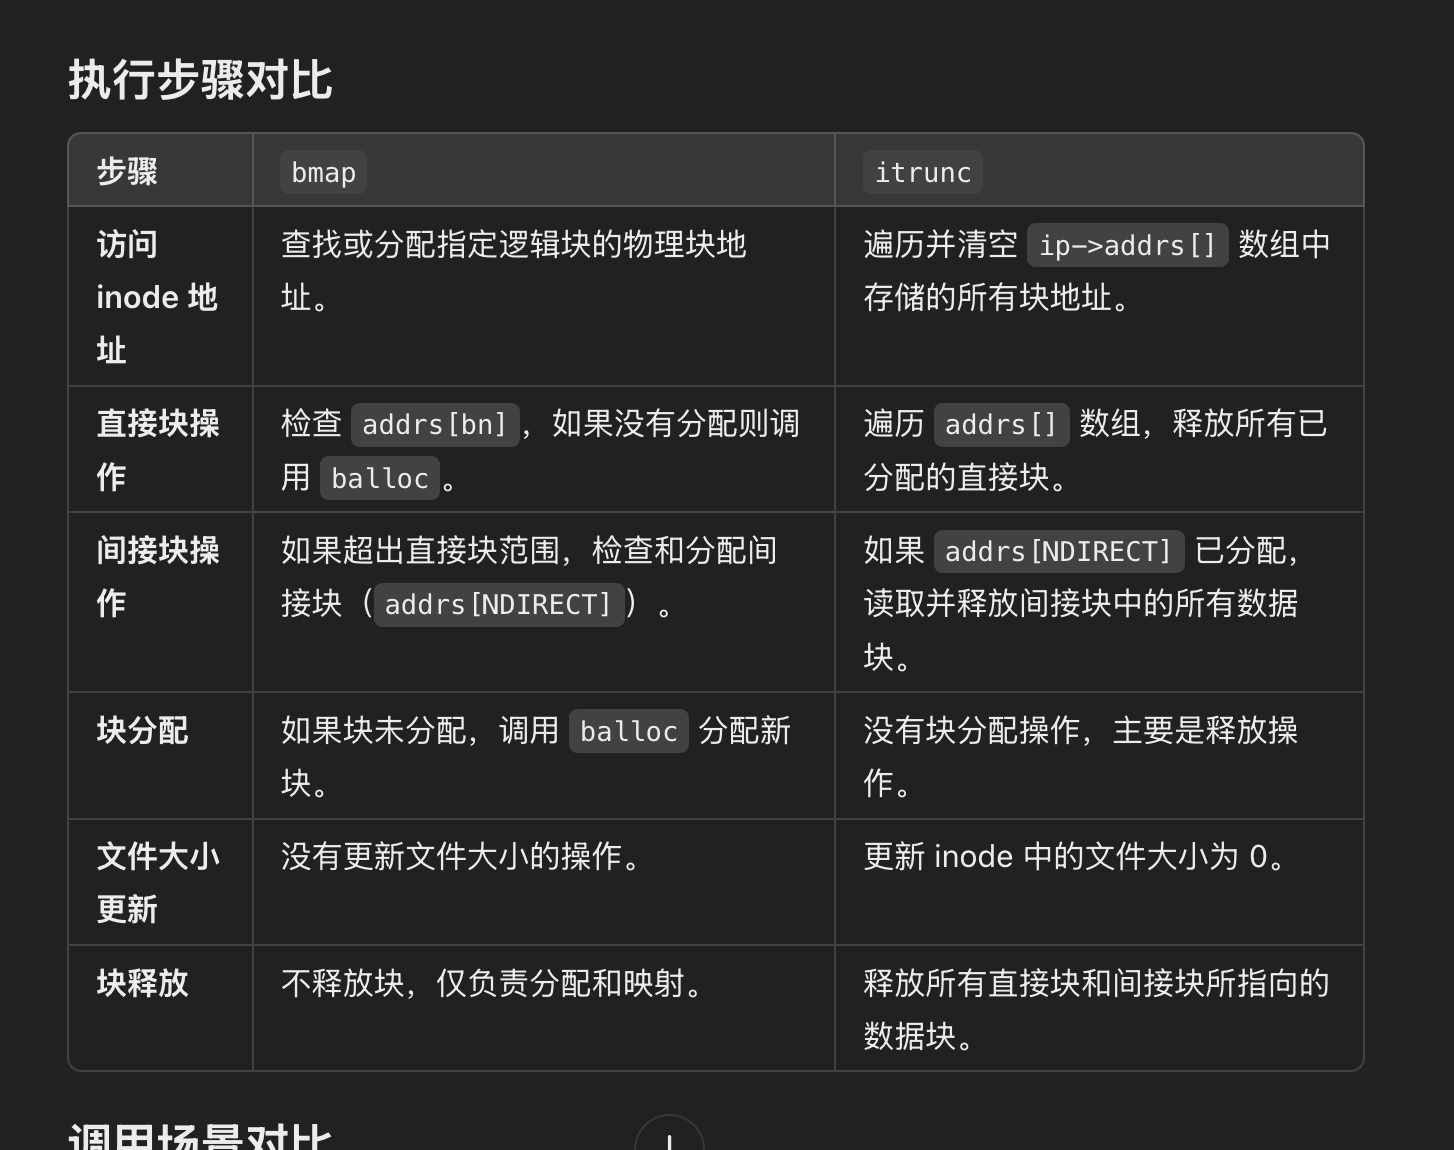 执行步骤对比
步骤
bmap
itrunc
访问
inode 地
址
查找或分配指定逻辑块的物理块地
址。
遍历并清空 ip->addrs[] 数组中
存储的所有块地址。
直接块操
作
检查 addrs[bn]，如果没有分配则调
用 balloc。
遍历 addrs[] 数组，释放所有已
分配的直接块。
间接块操
作
如果超出直接块范围，检查和分配间
接块（addrs[NDIRECT]）。
如果 addrs[NDIRECT] 已分配，
读取并释放间接块中的所有数据
块。
块分配
如果块未分配，调用 balloc 分配新
块。
没有块分配操作，主要是释放操
作。
文件大小
更新
没有更新文件大小的操作。
更新 inode 中的文件大小为 0。
块释放
不释放块，仅负责分配和映射。
释放所有直接块和间接块所指向的
数据块。
调用场景对比